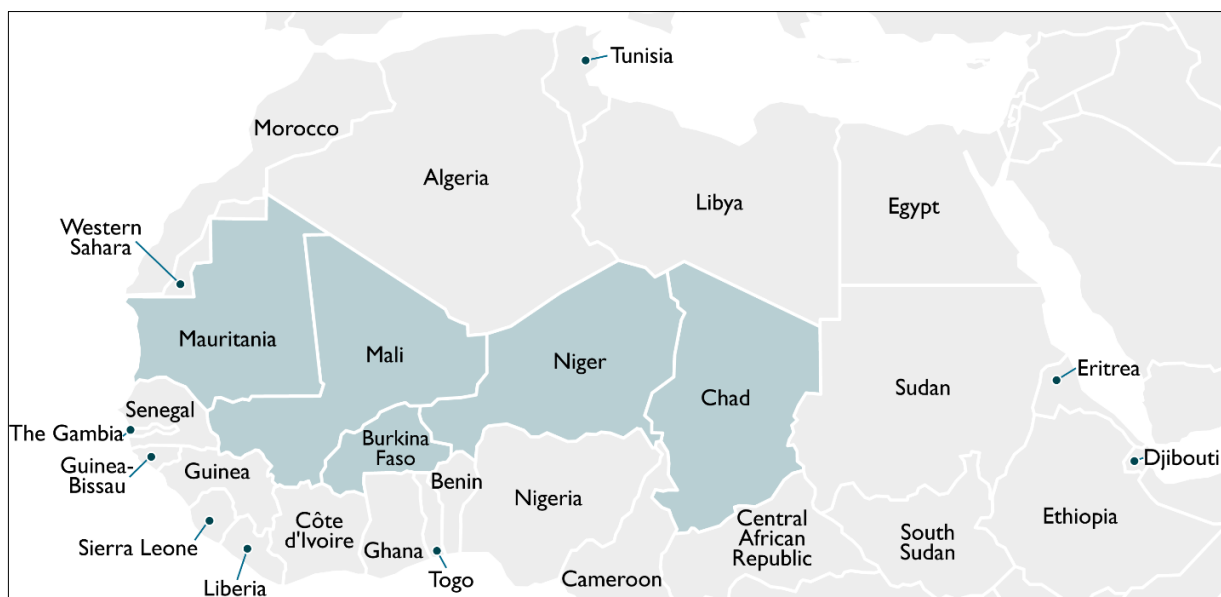 Tunisia
Morocco
Algeria
Libya
Egypt
Western
Sahara
Mauritania
Mali
Niger
Chad
Sudan
Eritrea
Senegal
The Gambia
Burkina
Faso
Guinea-
Bissau
Guinea
Benin
Nigeria
Djibouti
Côte
d'Ivoire
Central
African
Republic
South
Sudan
Ethiopia
Sierra Leone
Ghana
Liberia
Togo
Cameroon